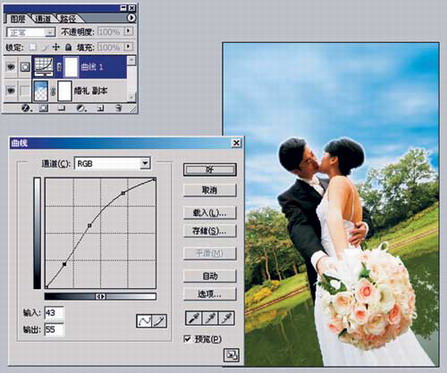 图层 通道 路径
正常 不透明度: 100%
锁定: 填充: 100%
曲线 1
婚礼 副本
曲线
通道(C): RGB
好
取消
载入(L)...
存储(S)...
平滑(M)
自动
选项...
输入: 43
输出: 55
预览(P)